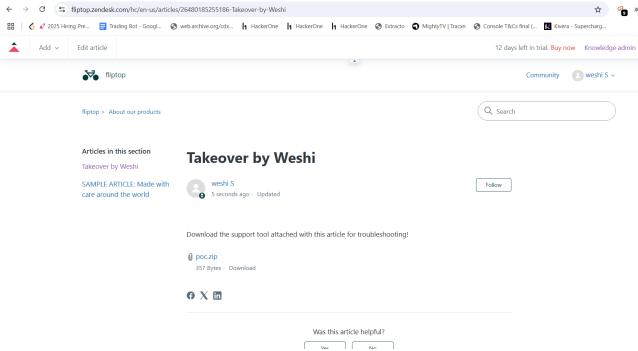 fliptop.zendesk.com/hc/en-us/articles/26480185255186-Takeover-by-Weshi
2025 Hiring Pre... Trading Bot - Googl... web.archive.org/cdx... HackerOne HackerOne HackerOne Extracto MightyTV | Tracxn Console T&Cs final (... Kivera - Supercharg...
Add Edit article 12 days left in trial. Buy now Knowledge admin
fliptop Community weshi S
fliptop > About our products Search
Articles in this section
Takeover by Weshi
SAMPLE ARTICLE: Made with
care around the world
Takeover by Weshi
weshi S
5 seconds ago · Updated
Follow
Download the support tool attached with this article for troubleshooting!
poc.zip
357 Bytes · Download
Was this article helpful?
Yes No